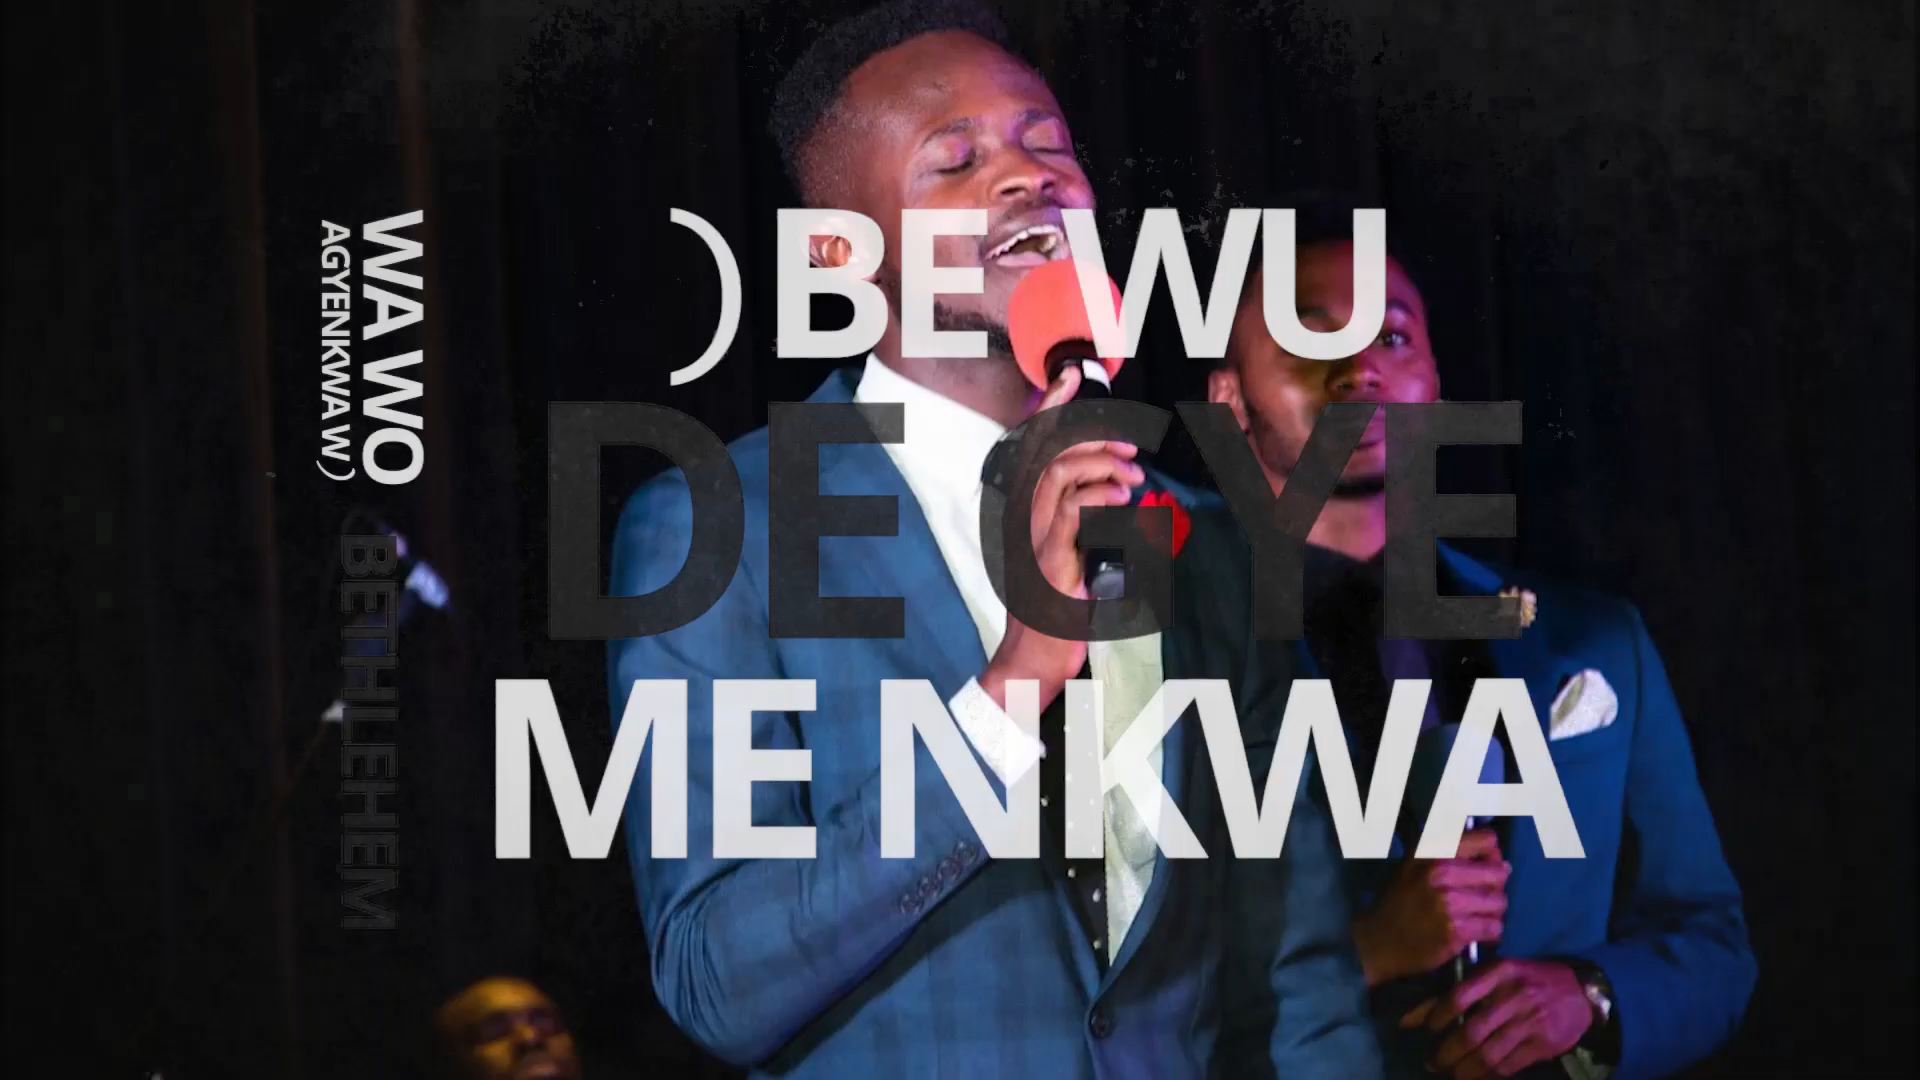 WA WO
AGYENKWA W)
BETHLEHEM
) BE WU
DE GYE
ME NKWA